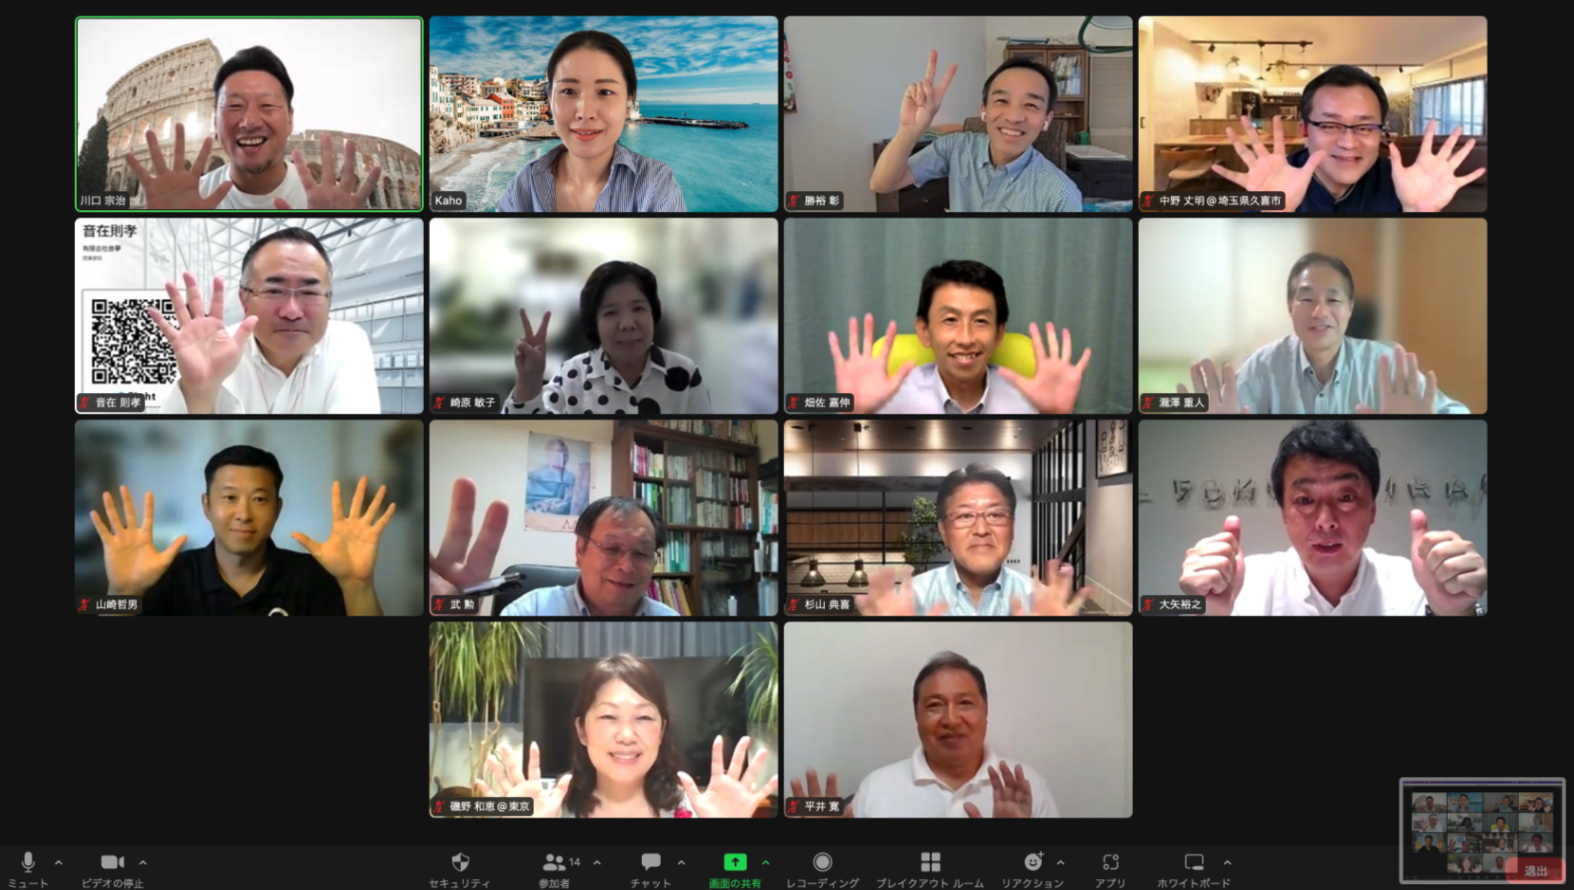 川口 宗治
Kaho
勝裕 彰
中野 丈明@埼玉県久喜市
音在則孝
音在 則孝
崎原 敏子
畑佐 嘉伸
瀧澤 重人
山崎哲男
武 勲
杉山 典喜
大矢裕之
磯野 和恵@東京
平井 寛
14
ミュート
ビデオの停止
セキュリティ
参加者
チャット
画面の共有
レコーディング
ブレイクアウト ルーム
リアクション
アプリ
ホワイトボード
退出